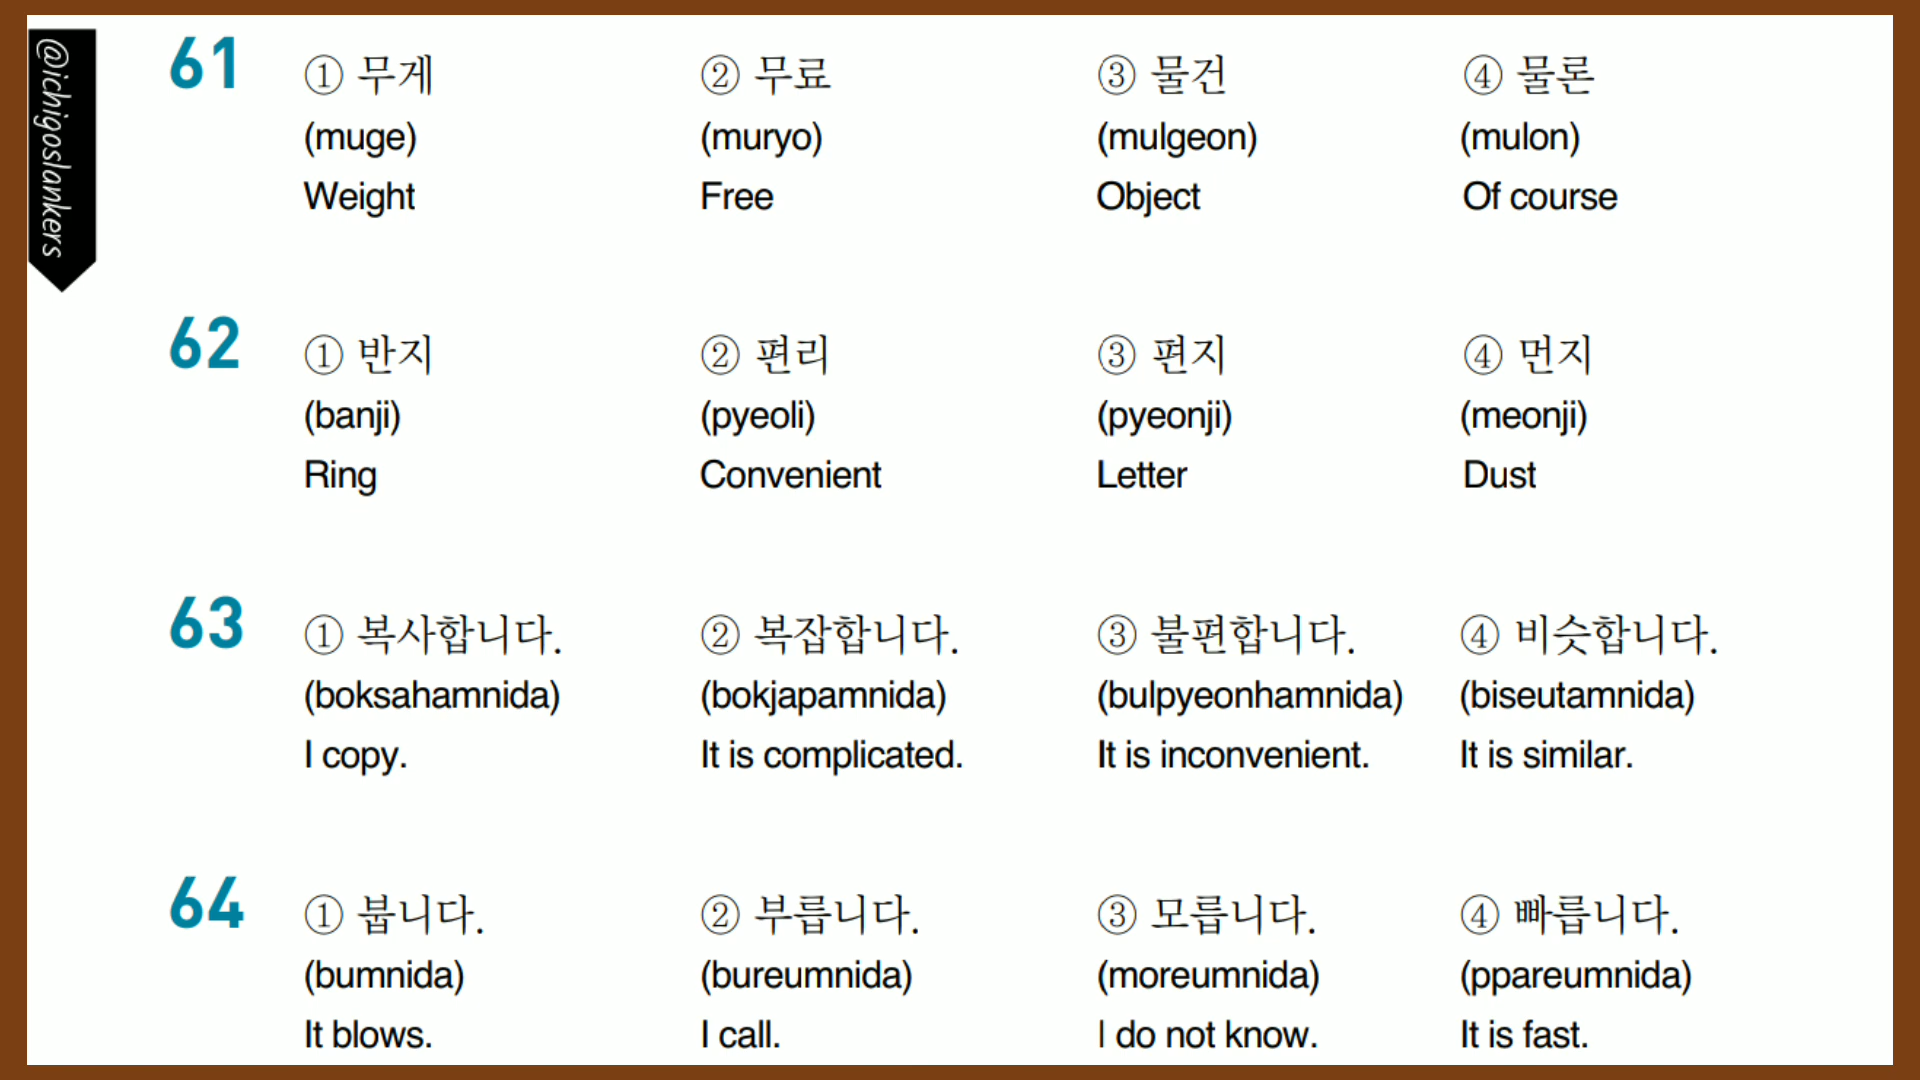 @ichigoslankers
61 ① 무게 ② 무료 ③ 물건 ④ 물론
(muge) (muryo) (mulgeon) (mulon)
Weight Free Object Of course
62 ① 반지 ② 편리 ③ 편지 ④ 먼지
(banji) (pyeoli) (pyeonji) (meonji)
Ring Convenient Letter Dust
63 ① 복사합니다. ② 복잡합니다. ③ 불편합니다. ④ 비슷합니다.
(boksahamnida) (bokjapamnida) (bulpyeonhamnida) (biseutamnida)
I copy. It is complicated. It is inconvenient. It is similar.
64 ① 붑니다. ② 부릅니다. ③ 모릅니다. ④ 빠릅니다.
(bumnida) (bureumnida) (moreumnida) (ppareumnida)
It blows. I call. I do not know. It is fast.